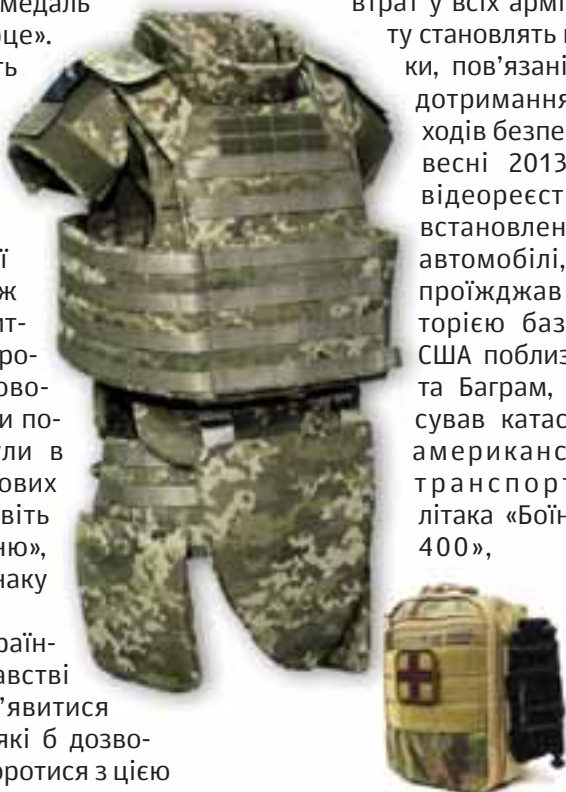 медаль
оце».
ть
ї
ж
ит-
ро-
ово-
и по-
ули в
ових
віть
ню»,
наку
раїн-
австві
’явитися
які б дозво-
оротися з цією
втрат у всіх армі
ту становлять
ки, пов’язані
дотримання
ходів безпе
весні 2013
відеореєст
встановлен
автомобілі,
проїжджав
торією баз
США поблиз
та Баграм,
сував катас
американс
транспорт
літака «Боїн
400»,